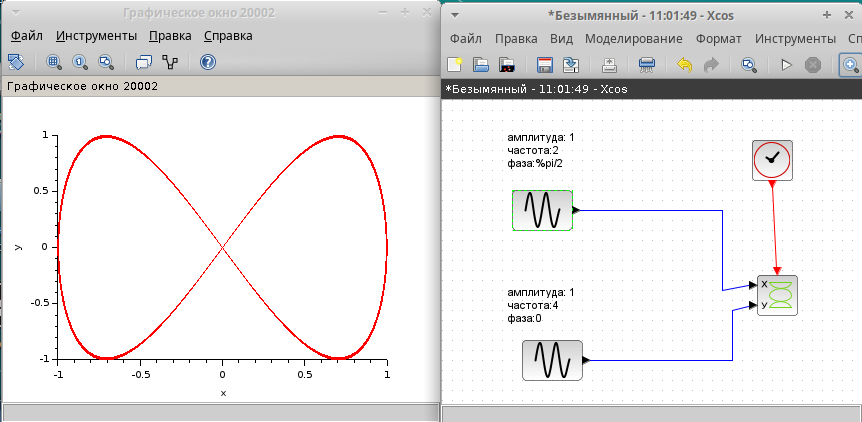 Графическое окно 20002
Файл Инструменты Правка Справка
Графическое окно 20002
1
0.5
0
-0.5
-1
y
-1 -0.5 0 0.5 1
x
*Безымянный - 11:01:49 - Xcos
Файл Правка Вид Моделирование Формат Инструменты Сп
*Безымянный - 11:01:49 - Xcos
амплитуда: 1
частота:2
фаза:%pi/2
X
У
амплитуда: 1
частота:4
фаза:0